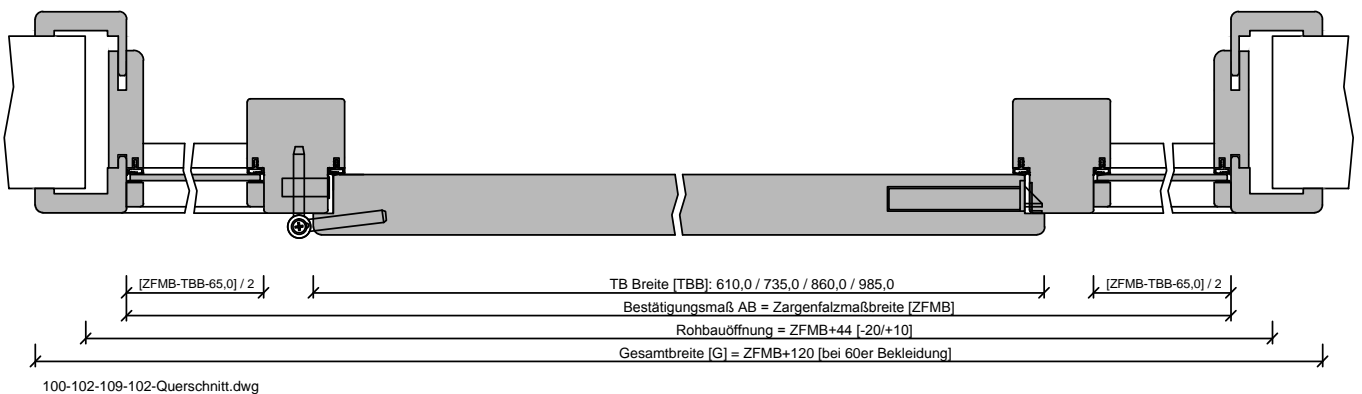 [ZFMB-TBB-65,0] / 2
TB Breite [TBB]: 610,0 / 735,0 / 860,0 / 985,0
[ZFMB-TBB-65,0] / 2
Bestätigungsmaß AB = Zargenfalzmaßbreite [ZFMB]
Rohbauöffnung = ZFMB+44 [-20/+10]
Gesamtbreite [G] = ZFMB+120 [bei 60er Bekleidung]
100-102-109-102-Querschnitt.dwg